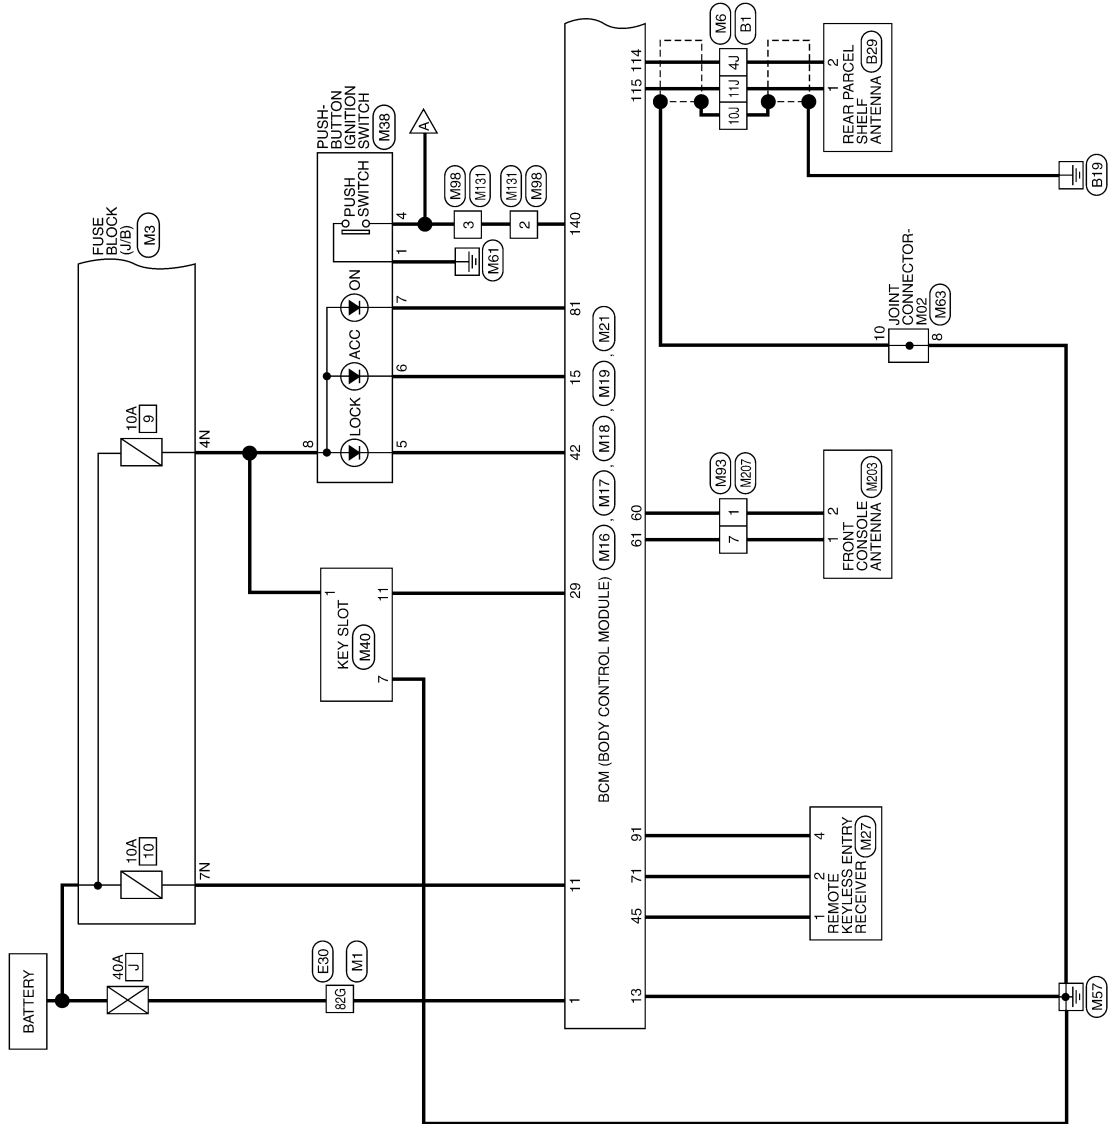 BATTERY
40A
J
E30
M1
82G
1
FUSE
BLOCK
(J/B)
M3
10A
10
7N
11
10A
9
4N
PUSH-
BUTTON
IGNITION
SWITCH
M38
8
LOCK
ACC
ON
PUSH
SWITCH
5
6
7
1
4
42
15
81
M61
A
M98
M131
3
M131
M98
2
140
KEY SLOT
M40
1
11
7
29
BCM (BODY CONTROL MODULE)
M16 , M17 , M18 , M19 , M21
13
45
71
91
1
2
4
REMOTE
KEYLESS ENTRY
RECEIVER
M27
61
60
M93
M207
7
1
1
2
FRONT
CONSOLE
ANTENNA
M203
115
114
M6
B1
4J
11J
10J
1
2
REAR PARCEL
SHELF
ANTENNA
B29
B19
10
JOINT
CONNECTOR-
M02
M63
8
M57